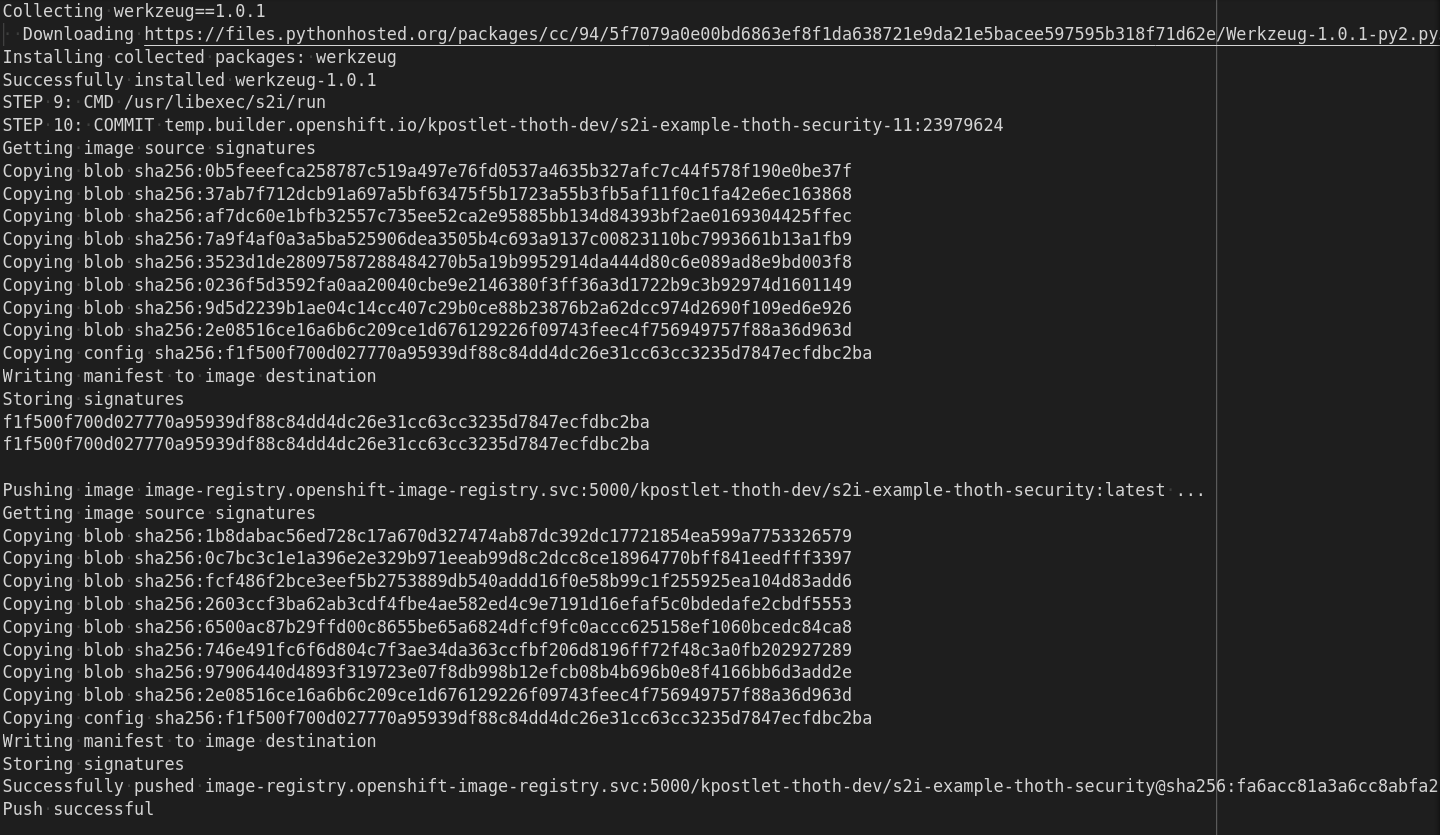 Collecting werkzeug==1.0.1
Downloading https://files.pythonhosted.org/packages/cc/94/5f7079a0e00bd6863ef8f1da638721e9da21e5bacee597595b318f71d62e/Werkzeug-1.0.1-py2.py
Installing collected packages: werkzeug
Successfully installed werkzeug-1.0.1
STEP 9: CMD /usr/libexec/s2i/run
STEP 10: COMMIT temp.builder.openshift.io/kpostlet-thoth-dev/s2i-example-thoth-security-11:23979624
Getting image source signatures
Copying blob sha256:0b5feeefca258787c519a497e76fd0537a4635b327afc7c44f578f190e0be37f
Copying blob sha256:37ab7f712dcb91a697a5bf63475f5b1723a55b3fb5af11f0c1fa42e6ec163868
Copying blob sha256:af7dc60e1bfb32557c735ee52ca2e95885bb134d84393bf2ae0169304425ffec
Copying blob sha256:7a9f4af0a3a5ba525906dea3505b4c693a9137c00823110bc7993661b13a1fb9
Copying blob sha256:3523d1de28097587288484270b5a19b9952914da444d80c6e089ad8e9bd003f8
Copying blob sha256:0236f5d3592fa0aa20040cbe9e2146380f3ff36a3d1722b9c3b92974d1601149
Copying blob sha256:9d5d2239b1ae04c14cc407c29b0ce88b23876b2a62dcc974d2690f109ed6e926
Copying blob sha256:2e08516ce16a6b6c209ce1d676129226f09743feec4f756949757f88a36d963d
Copying config sha256:f1f500f700d027770a95939df88c84dd4dc26e31cc63cc3235d7847ecfdbc2ba
Writing manifest to image destination
Storing signatures
f1f500f700d027770a95939df88c84dd4dc26e31cc63cc3235d7847ecfdbc2ba
f1f500f700d027770a95939df88c84dd4dc26e31cc63cc3235d7847ecfdbc2ba
Pushing image image-registry.openshift-image-registry.svc:5000/kpostlet-thoth-dev/s2i-example-thoth-security:latest ...
Getting image source signatures
Copying blob sha256:1b8dabac56ed728c17a670d327474ab87dc392dc17721854ea599a7753326579
Copying blob sha256:0c7bc3c1e1a396e2e329b971eeab99d8c2dcc8ce18964770bff841eedfff3397
Copying blob sha256:fcf486f2bce3eef5b2753889db540addd16f0e58b99c1f255925ea104d83add6
Copying blob sha256:2603ccf3ba62ab3cdf4fbe4ae582ed4c9e7191d16efaf5c0bdedafe2cbdf5553
Copying blob sha256:6500ac87b29ffd00c8655be65a6824dfcf9fc0accc625158ef1060bcedc84ca8
Copying blob sha256:746e491fc6f6d804c7f3ae34da363ccfbf206d8196ff72f48c3a0fb202927289
Copying blob sha256:97906440d4893f319723e07f8db998b12efcb08b4b696b0e8f4166bb6d3add2e
Copying blob sha256:2e08516ce16a6b6c209ce1d676129226f09743feec4f756949757f88a36d963d
Copying config sha256:f1f500f700d027770a95939df88c84dd4dc26e31cc63cc3235d7847ecfdbc2ba
Writing manifest to image destination
Storing signatures
Successfully pushed image-registry.openshift-image-registry.svc:5000/kpostlet-thoth-dev/s2i-example-thoth-security@sha256:fa6acc81a3a6cc8abfa2
Push successful